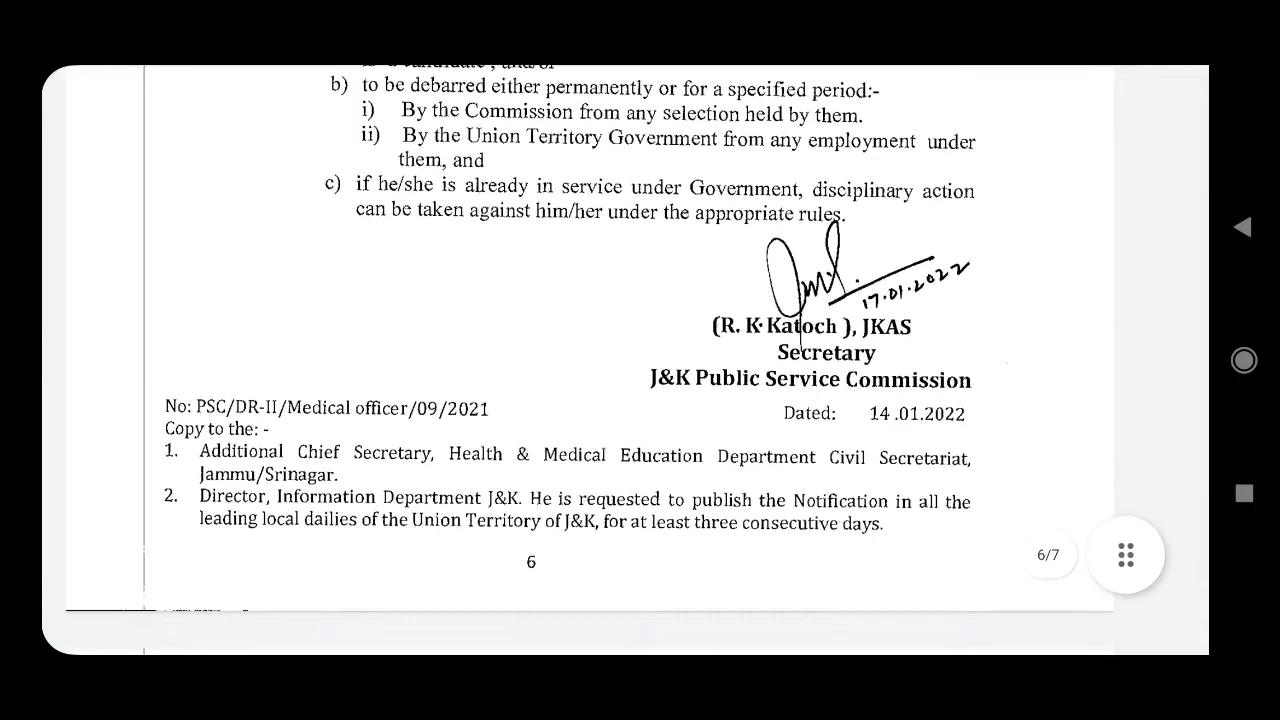 b) to be debarred either permanently or for a specified period:-
i) By the Commission from any selection held by them.
ii) By the Union Territory Government from any employment under
them, and
c) if he/she is already in service under Government, disciplinary action
can be taken against him/her under the appropriate rules.
17.01.2022
(R. K. Katoch ), JKAS
Secretary
J&K Public Service Commission
No: PSC/DR-II/Medical officer/09/2021 Dated: 14 .01.2022
Copy to the: -
1. Additional Chief Secretary, Health & Medical Education Department Civil Secretariat,
Jammu/Srinagar.
2. Director, Information Department J&K. He is requested to publish the Notification in all the
leading local dailies of the Union Territory of J&K, for at least three consecutive days.
6
6/7